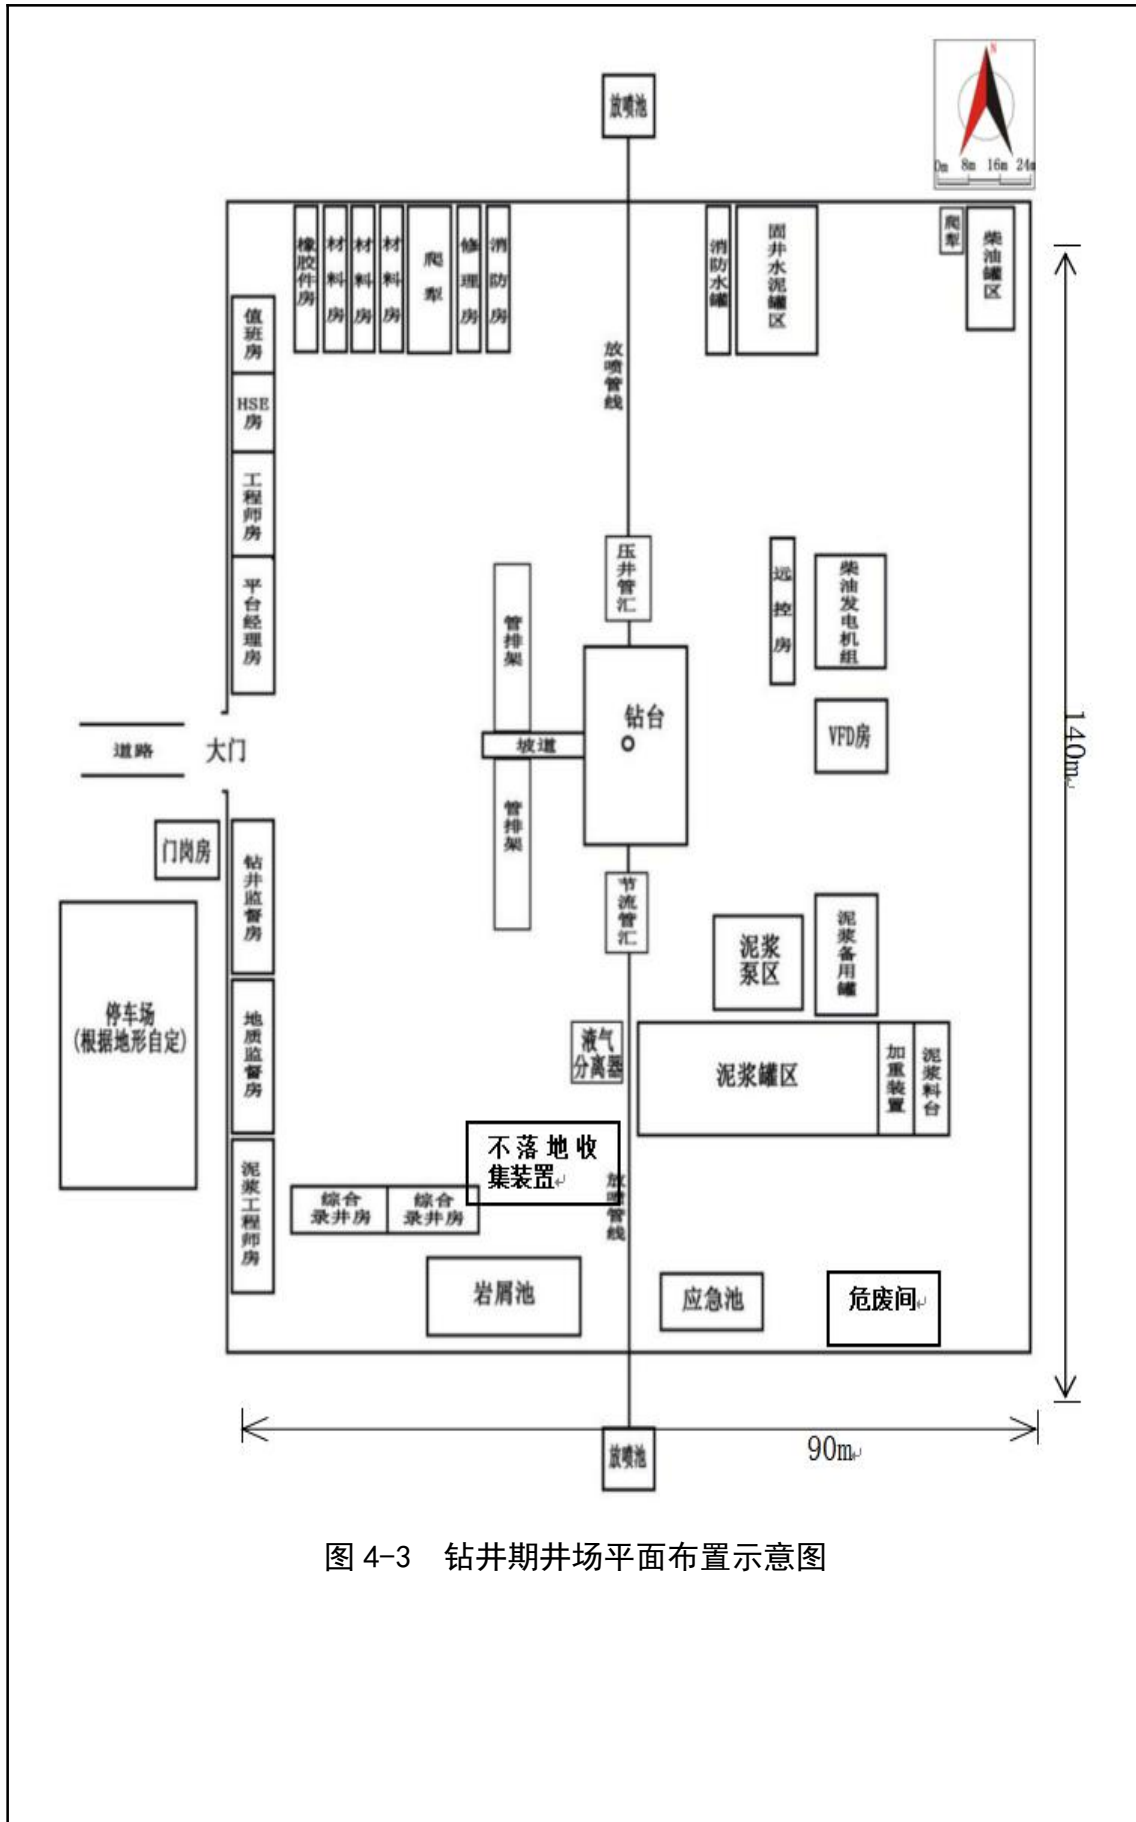 N
0m 8m 16m 24m
放喷池
橡胶件房
材料房
材料房
材料房
爬犁
修理房
消防房
消防水罐
固井水泥罐区
爬犁
柴油罐区
值班房
HSE房
工程师房
平台经理房
放喷管线
压井管汇
管排架
远控房
柴油发电机组
钻台
坡道
VFD房
道路
大门
140m
管排架
门岗房
钻井监督房
节流管汇
泥浆
泵区
泥浆备用罐
停车场
(根据地形自定)
地质监督房
液气
分离器
泥浆罐区
加重装置
泥浆料台
不落地收
集装置
放喷管线
泥浆工程师房
综合
录井房
综合
录井房
岩屑池
应急池
危废间
90m
放喷池
图 4-3 钻井期井场平面布置示意图